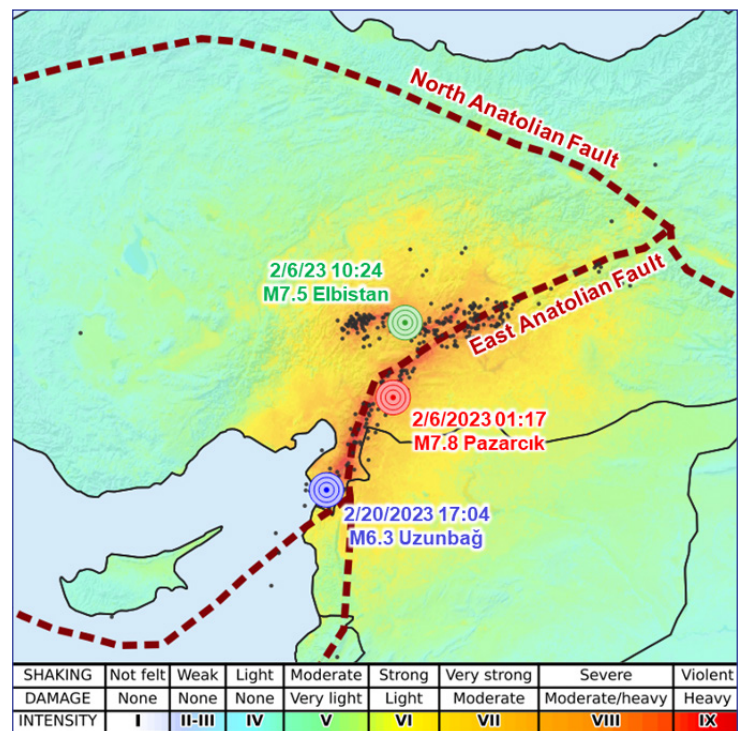 North Anatolian Fault
2/6/23 10:24
M7.5 Elbistan
East Anatolian Fault
2/6/2023 01:17
M7.8 Pazarcık
2/20/2023 17:04
M6.3 Uzunbağ
SHAKING Not felt Weak Light Moderate Strong Very strong Severe Violent
DAMAGE None None None Very light Light Moderate Moderate/heavy Heavy
INTENSITY I II-III IV V VI VII VIII IX